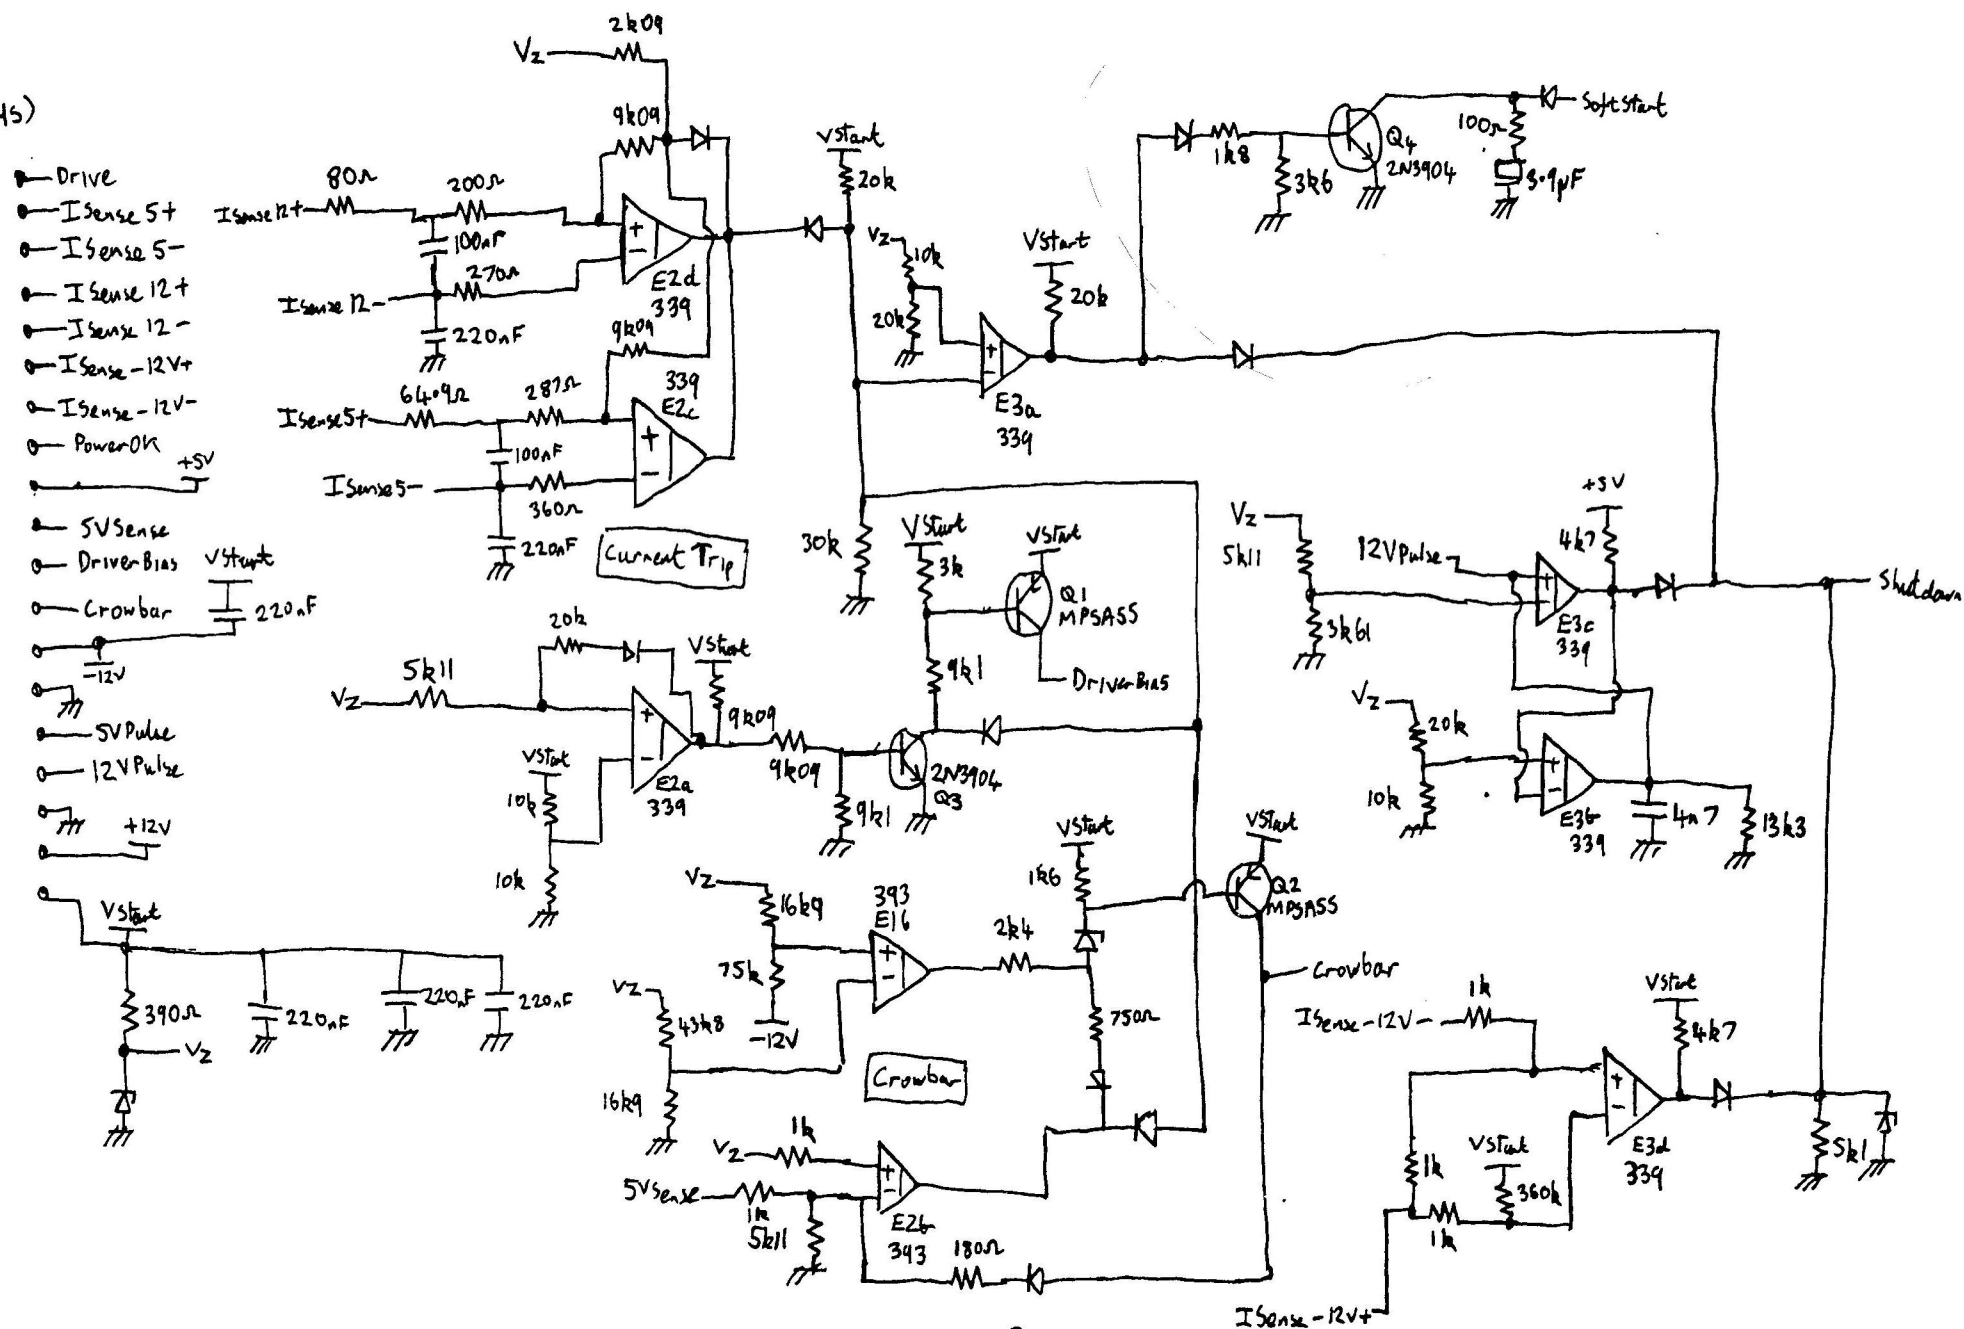 Drive
ISense 5+
ISense 5-
ISense 12+
ISense 12-
ISense-12V+
ISense-12V-
PowerOK
+5V
5VSense
DriverBias
VStart
Crowbar
220nF
-12V
5VPulse
12VPulse
+12V
VStart
390Ω
Vz
220nF
220nF
220nF
Vz
2k09
9k09
ISense12+
80Ω
200Ω
100nF
270Ω
ISense 12-
220nF
E2d
339
9k09
ISense5+
64.9Ω
287Ω
339
E2c
100nF
ISense5-
360Ω
220nF
Current Trip
VStart
20k
Vz
10k
20k
VStart
20k
E3a
339
30k
1k8
3k6
Q4
2N3904
100Ω
3.9µF
SoftStart
VStart
3k
VStart
Q1
MPSA55
9k1
DriverBias
Vz
5k11
20k
VStart
9k09
E2a
339
VStart
10k
10k
9k09
9k1
2N3904
Q3
Vz
16k9
75k
-12V
393
E1b
Vz
43k8
16k9
2k4
VStart
1k6
VStart
Q2
MPSA55
750Ω
Crowbar
Crowbar
Vz
1k
5VSense
1k
5k11
E2b
393
180Ω
Vz
5k11
3k61
12VPulse
+5V
4k7
E3c
339
Shutdown
Vz
20k
10k
E3b
339
4n7
13k3
ISense-12V-
1k
VStart
4k7
1k
VStart
360k
1k
E3d
339
5k1
ISense-12V+